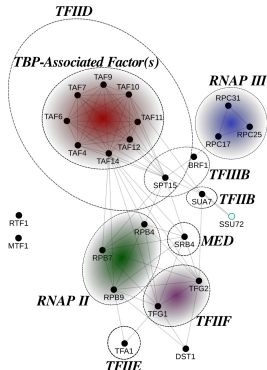 TFIID
TBP-Associated Factor(s)
TAF9
TAF7
TAF10
TAF6
TAF11
TAF4
TAF12
TAF14
RNAP III
RPC31
RPC25
RPC17
BRF1
SPT15
TFIIIB
SUA7
TFIIB
SSU72
RTF1
MTF1
RPB4
SRB4
MED
RPB7
RNAP II
RPB9
TFG2
TFG1
TFIIF
TFA1
TFIIE
DST1